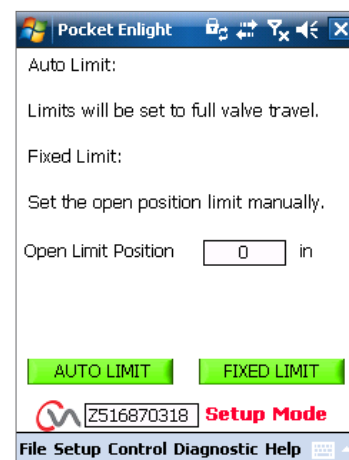 Pocket Enlight
Auto Limit:
Limits will be set to full valve travel.
Fixed Limit:
Set the open position limit manually.
Open Limit Position 0 in
AUTO LIMIT FIXED LIMIT
Z516870318 Setup Mode
File Setup Control Diagnostic Help